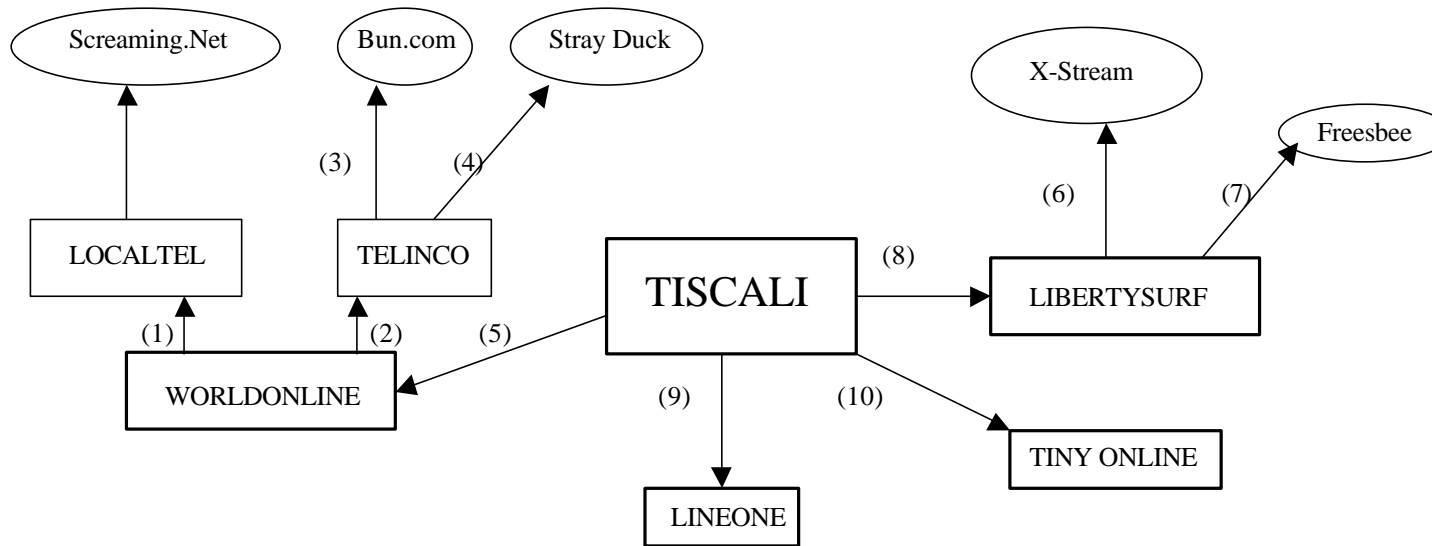 Screaming.Net
Bun.com
Stray Duck
X-Stream
Freesbee
(3)
(4)
(6)
(7)
LOCALTEL
TELINCO
TISCALI
(8)
LIBERTYSURF
(1)
(2)
(5)
WORLDONLINE
(9)
(10)
TINY ONLINE
LINEONE